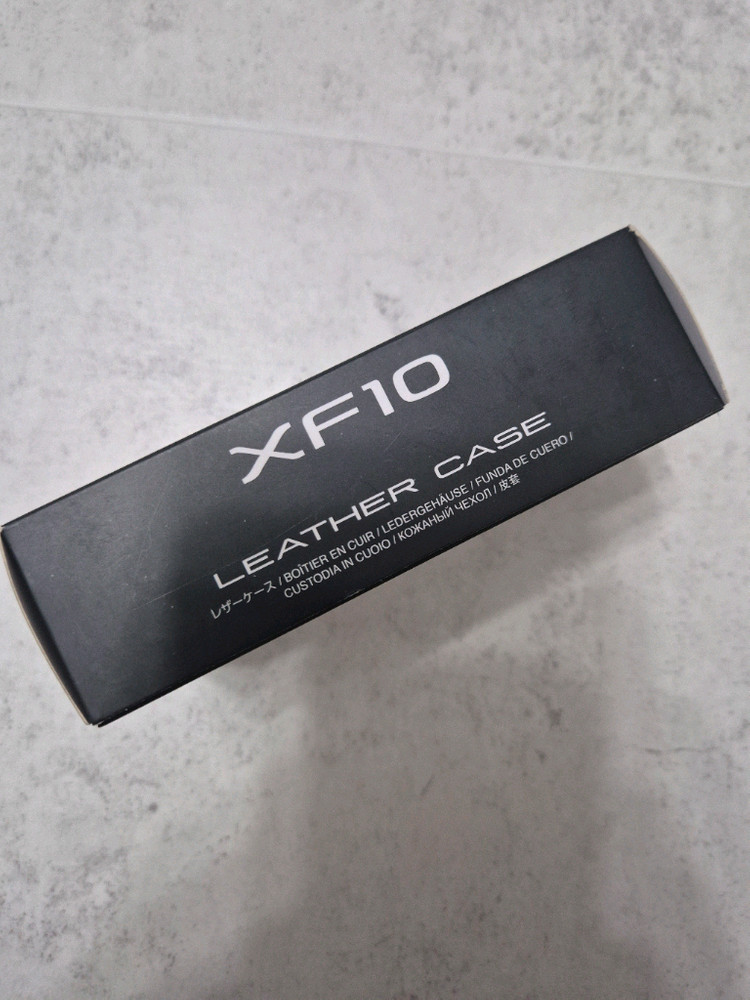 XF10
LEATHER CASE
レザーケース / BOÎTIER EN CUIR / LEDERGEHÄUSE / FUNDA DE CUERO /
CUSTODIA IN CUOIO / КОЖАНЫЙ ЧЕХОЛ / 皮套